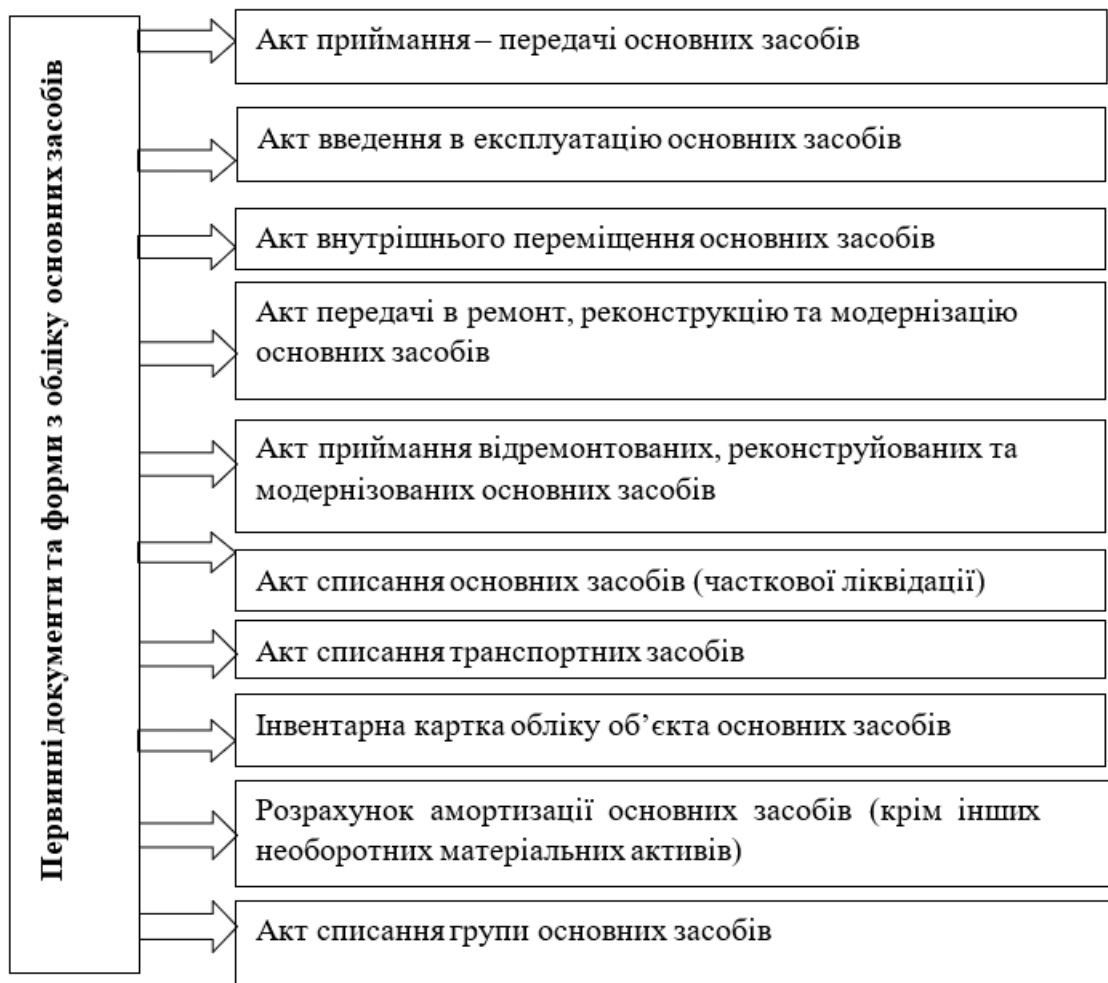 Первинні документи та форми з обліку основних засобів
Акт приймання – передачі основних засобів
Акт введення в експлуатацію основних засобів
Акт внутрішнього переміщення основних засобів
Акт передачі в ремонт, реконструкцію та модернізацію
основних засобів
Акт приймання відремонтованих, реконструйованих та
модернізованих основних засобів
Акт списання основних засобів (часткової ліквідації)
Акт списання транспортних засобів
Інвентарна картка обліку об’єкта основних засобів
Розрахунок амортизації основних засобів (крім інших
необоротних матеріальних активів)
Акт списання групи основних засобів